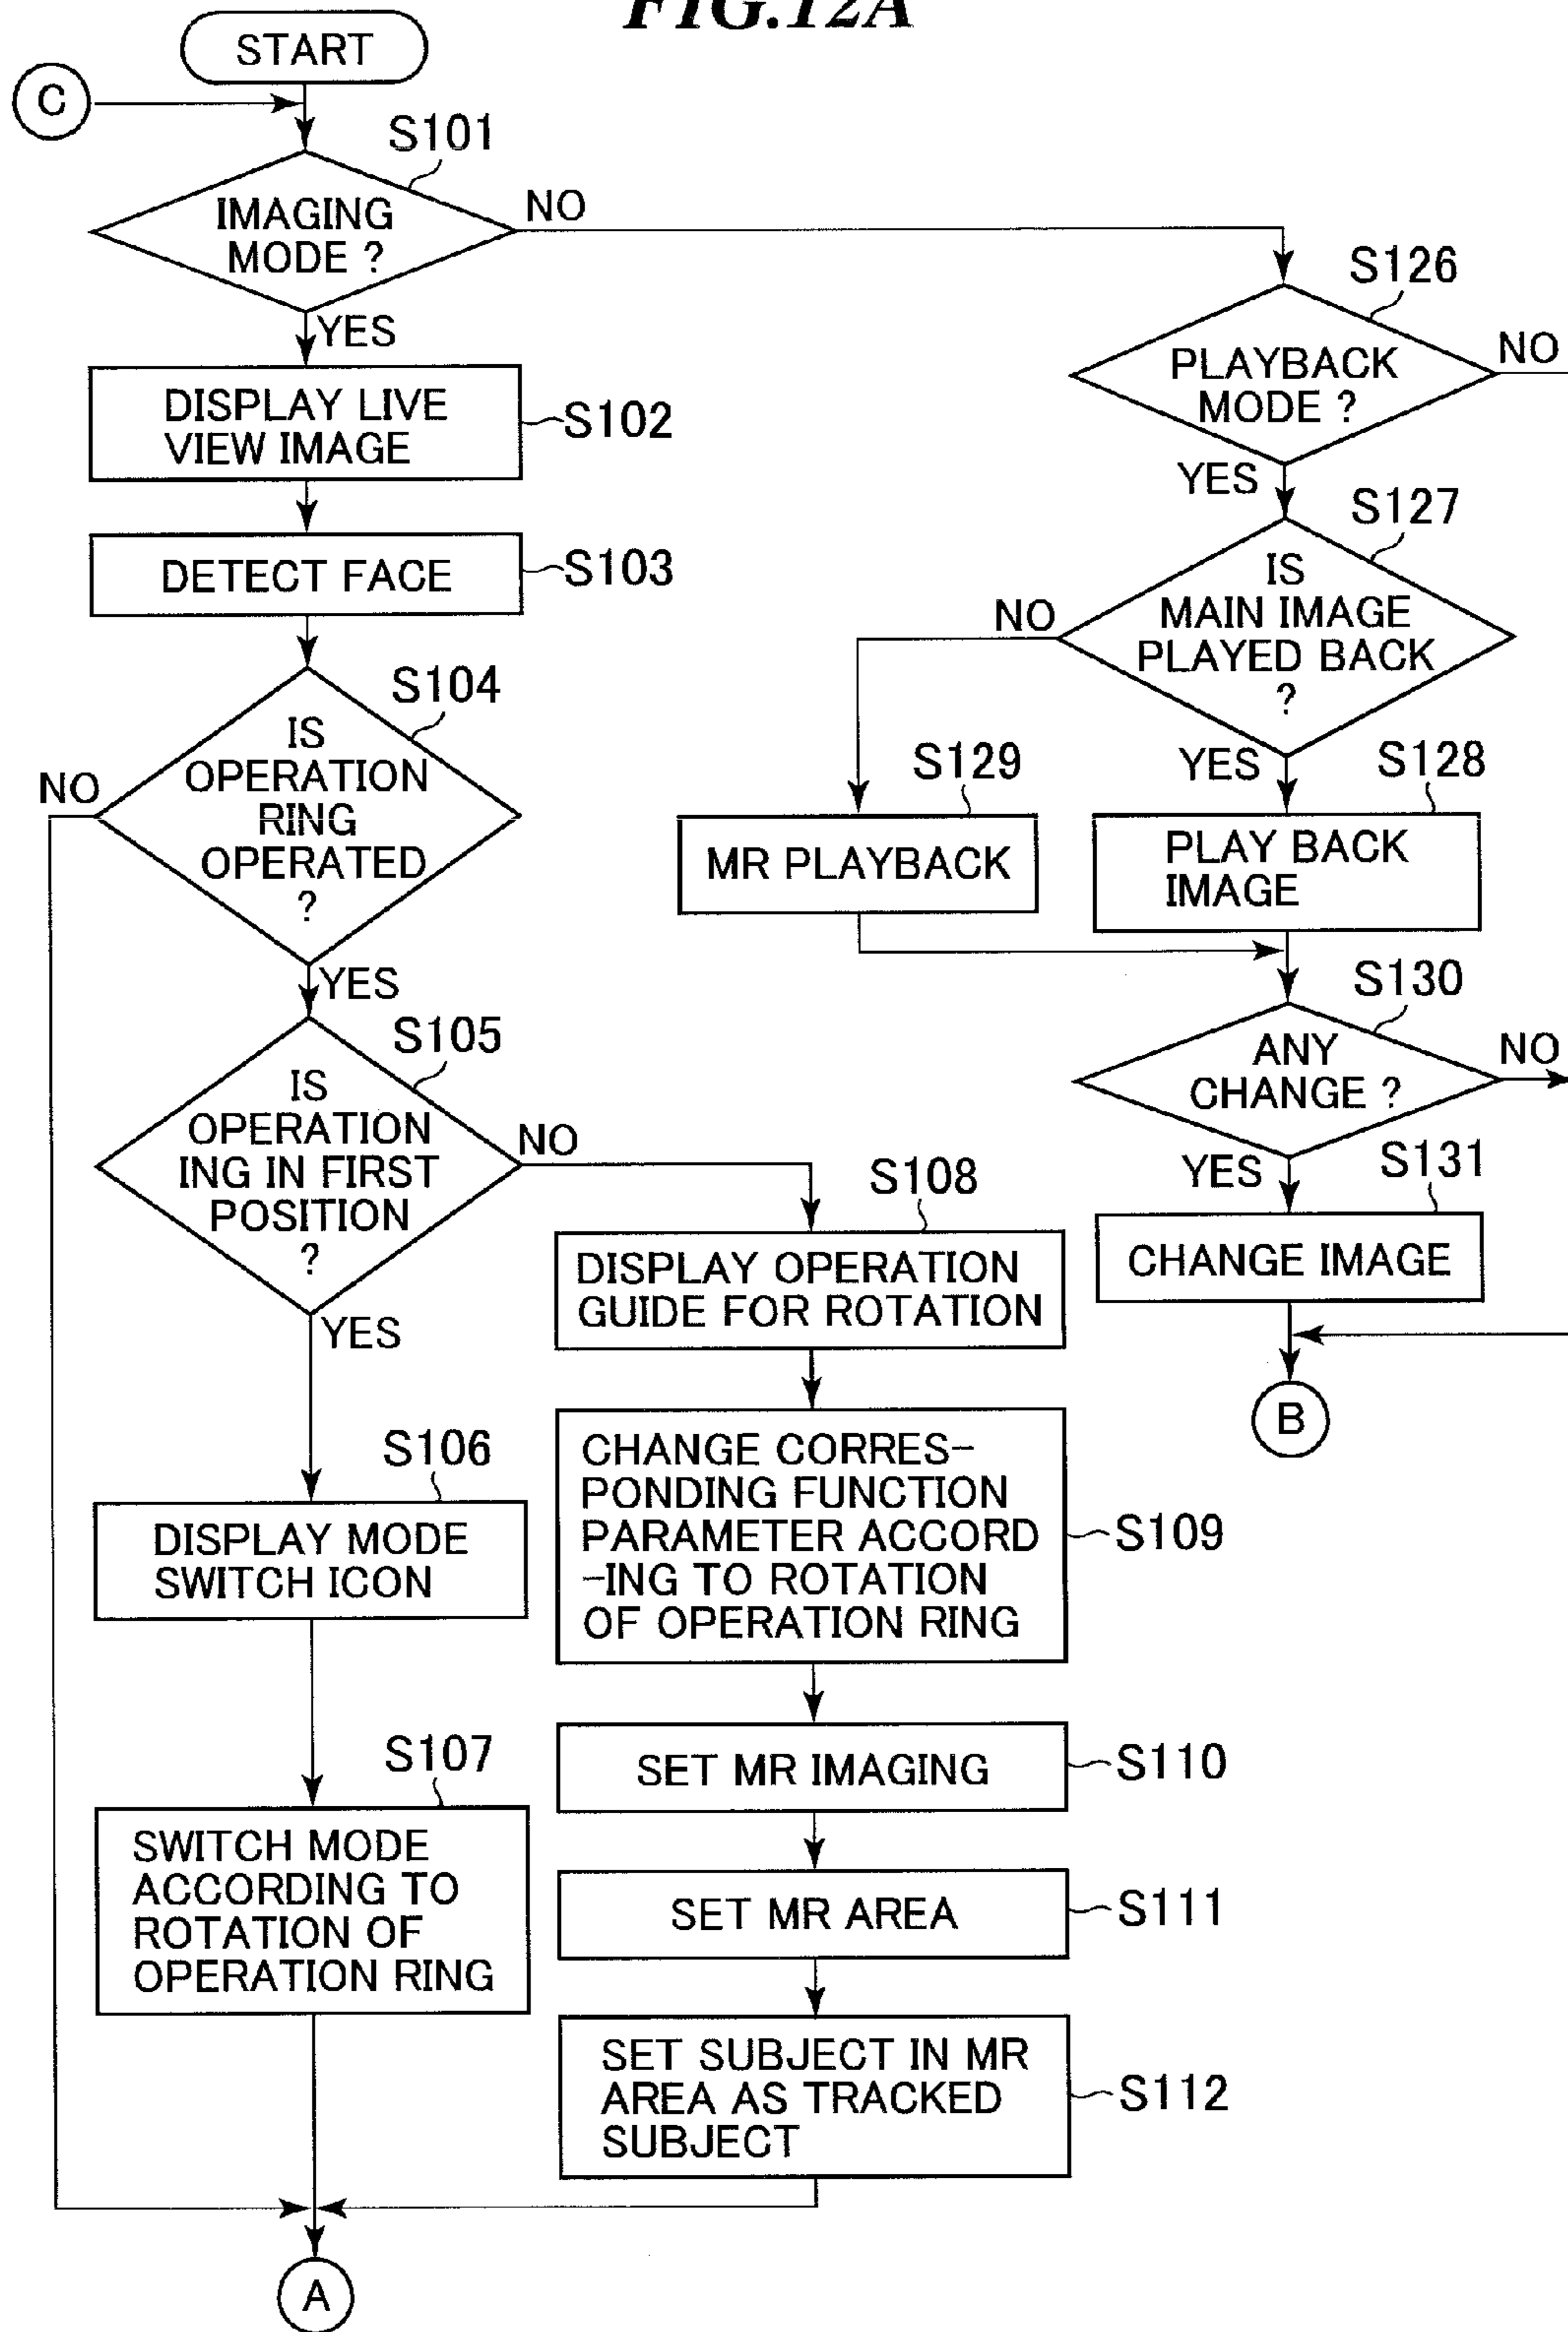 FIG.12A
START
C
S101
IMAGING
MODE ?
NO
YES
DISPLAY LIVE
VIEW IMAGE
S102
DETECT FACE
S103
S104
IS
OPERATION
RING
OPERATED
?
NO
YES
S105
IS
OPERATION
ING IN FIRST
POSITION
?
NO
YES
S106
DISPLAY MODE
SWITCH ICON
S107
SWITCH MODE
ACCORDING TO
ROTATION OF
OPERATION RING
S108
DISPLAY OPERATION
GUIDE FOR ROTATION
CHANGE CORRES-
PONDING FUNCTION
PARAMETER ACCORD
-ING TO ROTATION
OF OPERATION RING
S109
SET MR IMAGING
S110
SET MR AREA
S111
SET SUBJECT IN MR
AREA AS TRACKED
SUBJECT
S112
A
S126
PLAYBACK
MODE ?
NO
YES
S127
IS
MAIN IMAGE
PLAYED BACK
?
NO
YES
S129
MR PLAYBACK
S128
PLAY BACK
IMAGE
S130
ANY
CHANGE ?
NO
YES
S131
CHANGE IMAGE
B